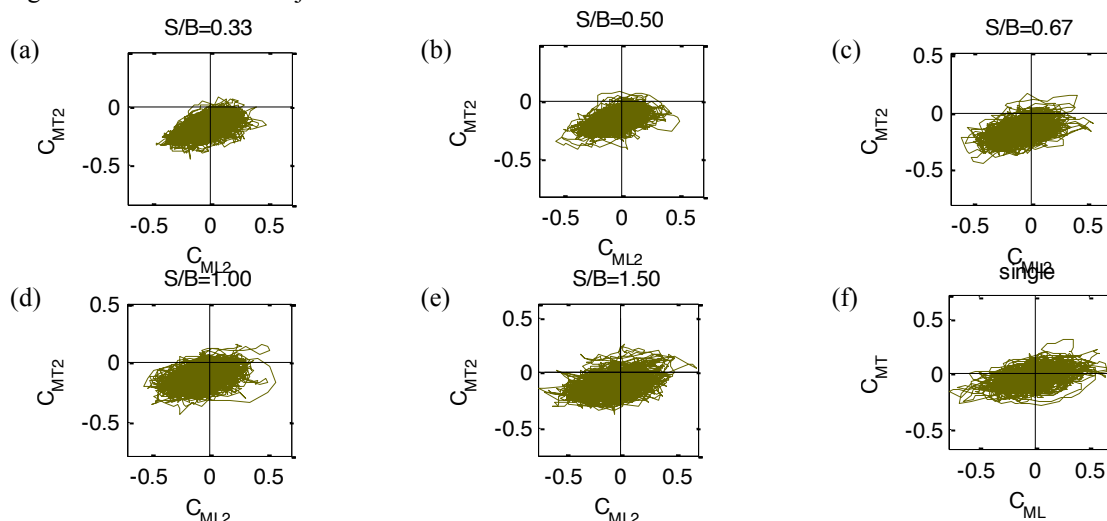 S/B=0.33
(a)
0
-0.5
C_MT2
-0.5 0 0.5
C_ML2
S/B=0.50
(b)
0
-0.5
C_MT2
-0.5 0 0.5
C_ML2
S/B=0.67
(c)
0.5
0
-0.5
C_MT2
-0.5 0 0.5
C_ML2
S/B=1.00
(d)
0.5
0
-0.5
C_MT2
-0.5 0 0.5
C_ML2
S/B=1.50
(e)
0.5
0
-0.5
C_MT2
-0.5 0 0.5
C_ML2
single
(f)
0.5
0
-0.5
C_MT
-0.5 0 0.5
C_ML